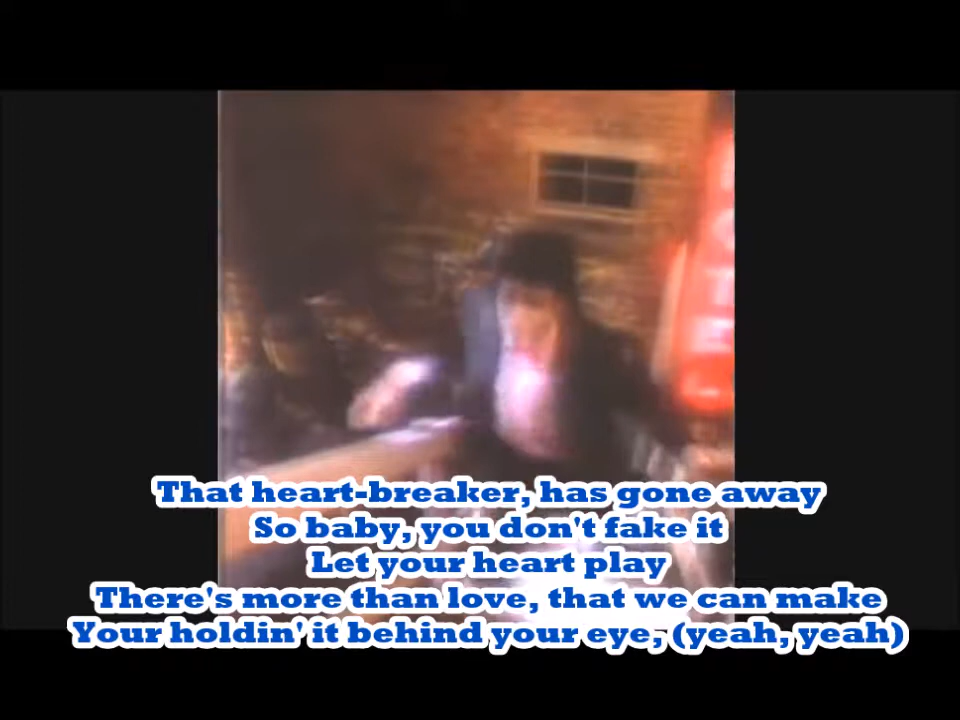 That heart-breaker, has gone away
So baby, you don't fake it
Let your heart play
There's more than love, that we can make
Your holdin' it behind your eye, (yeah, yeah)